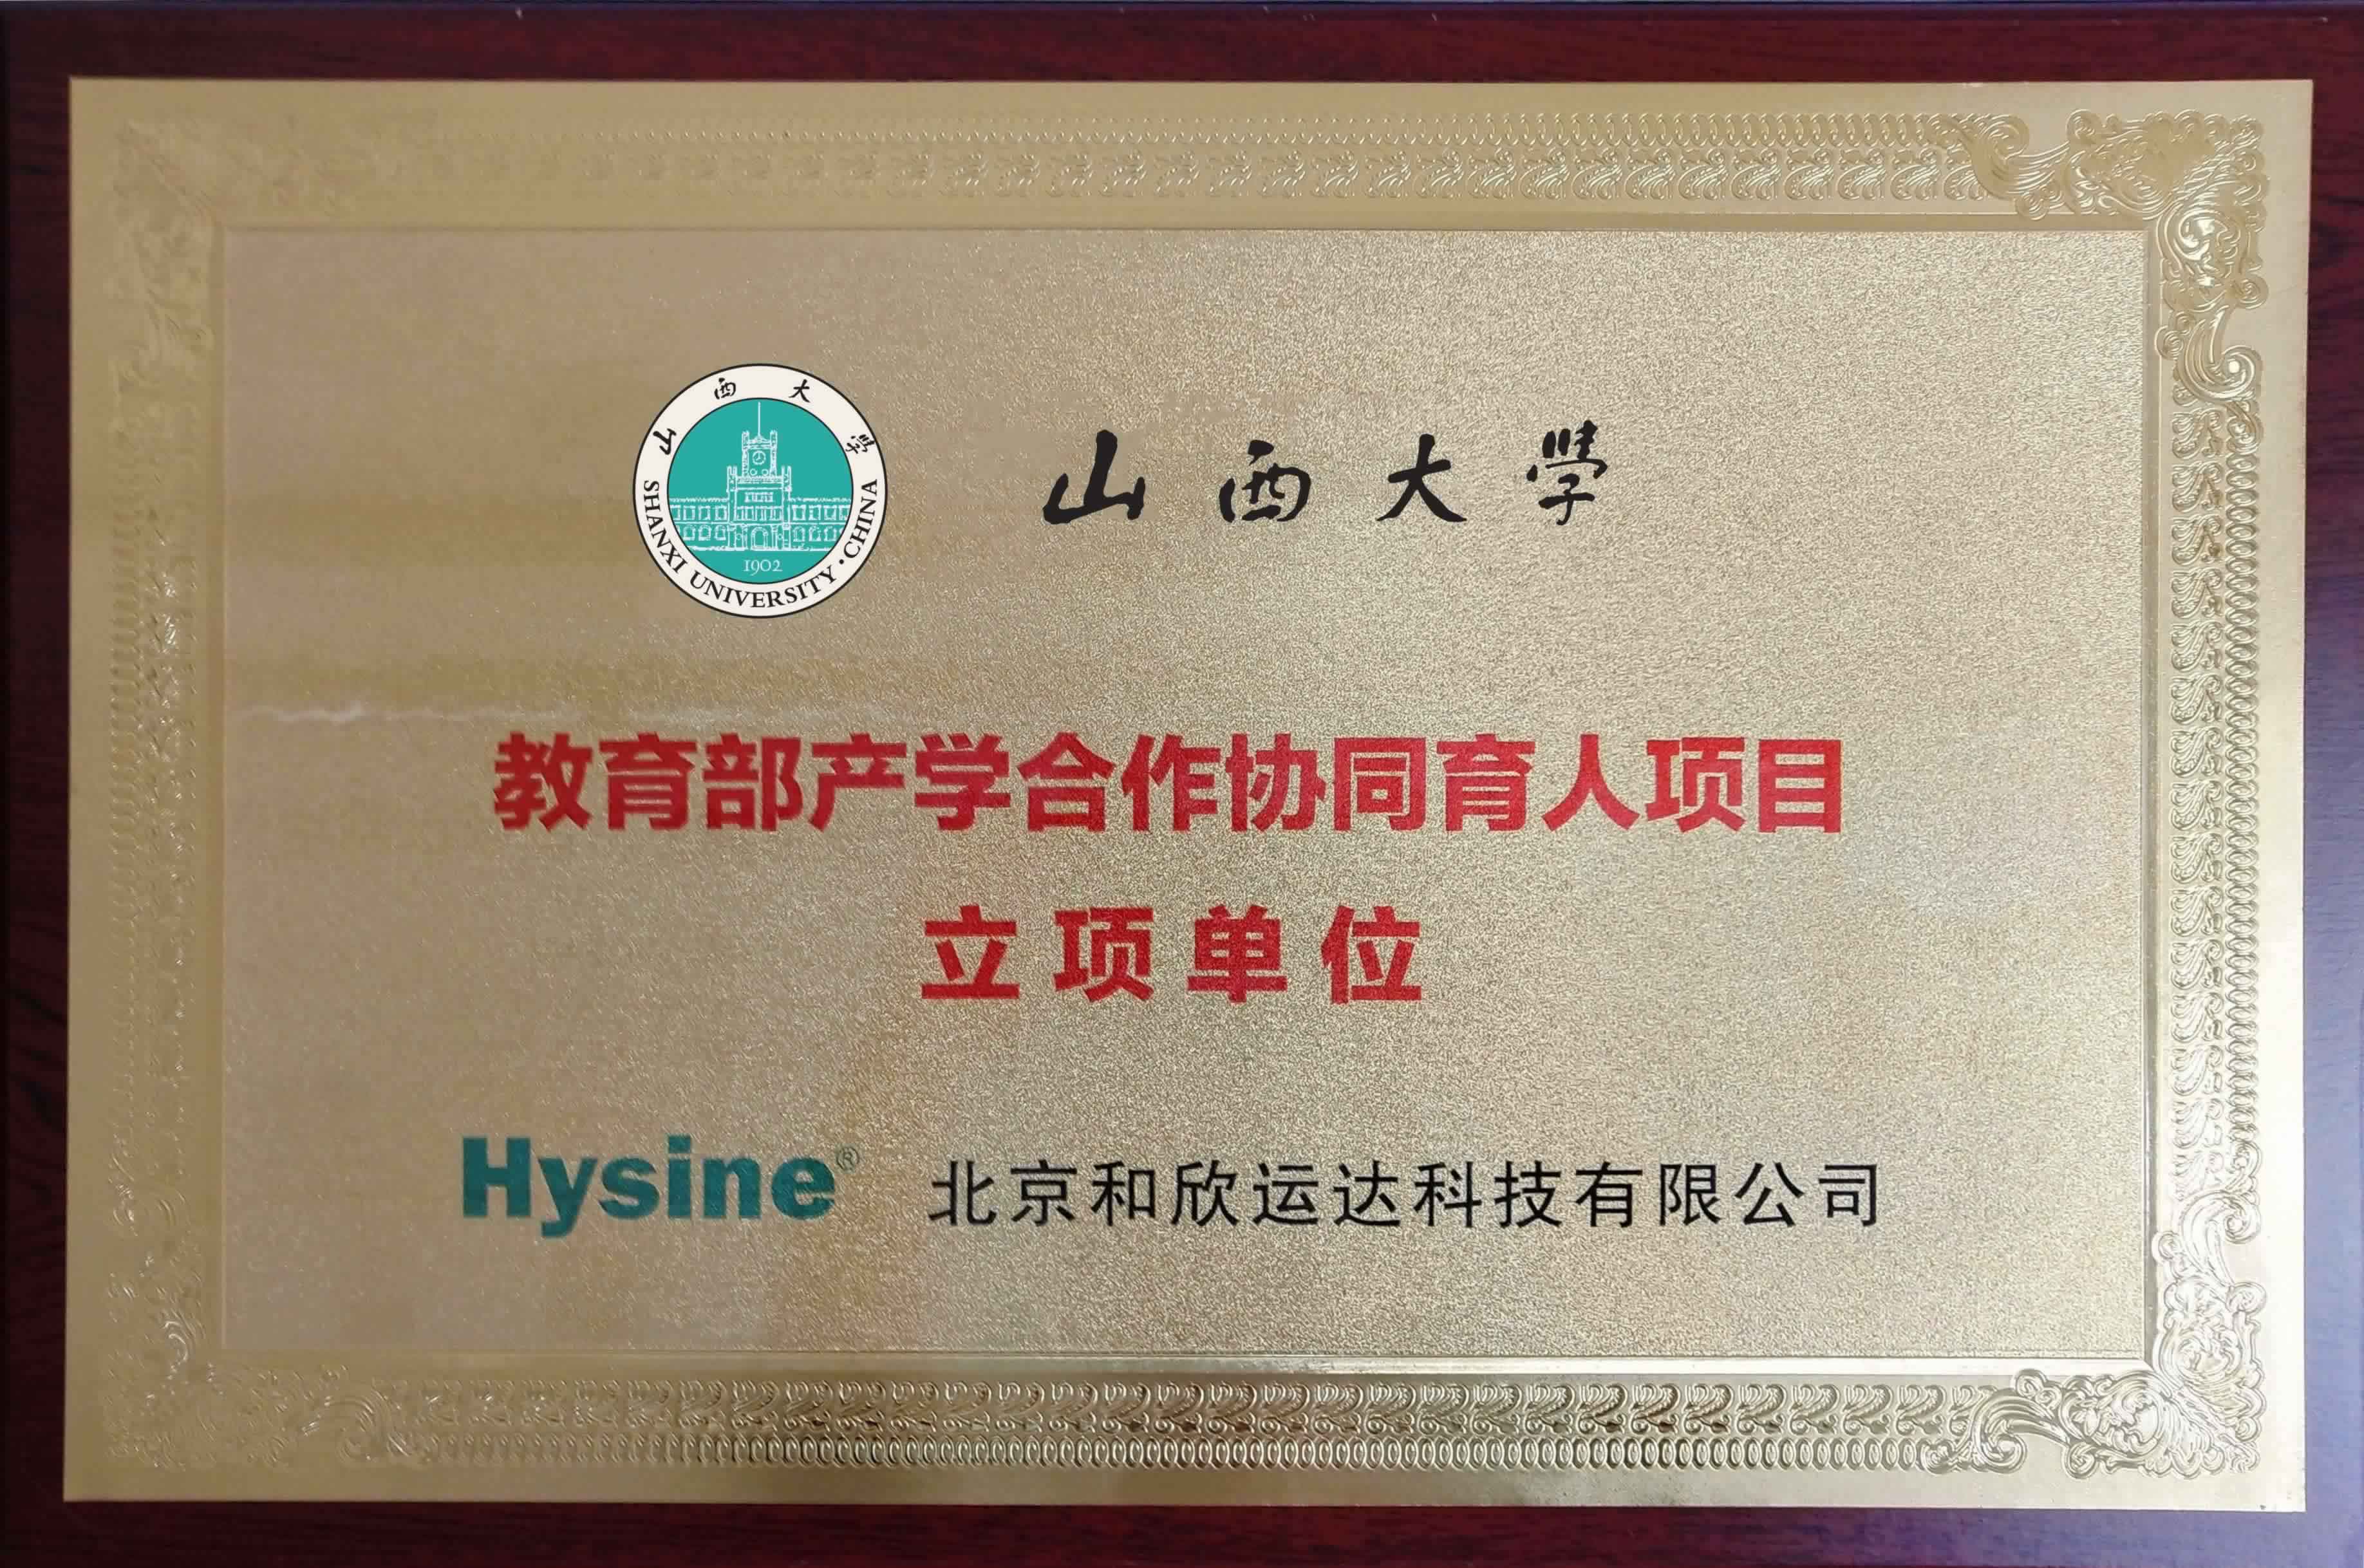 山西大学
SHANXI UNIVERSITY·CHINA
1902
山西大學
教育部产学合作协同育人项目
立项单位
Hysine® 北京和欣运达科技有限公司